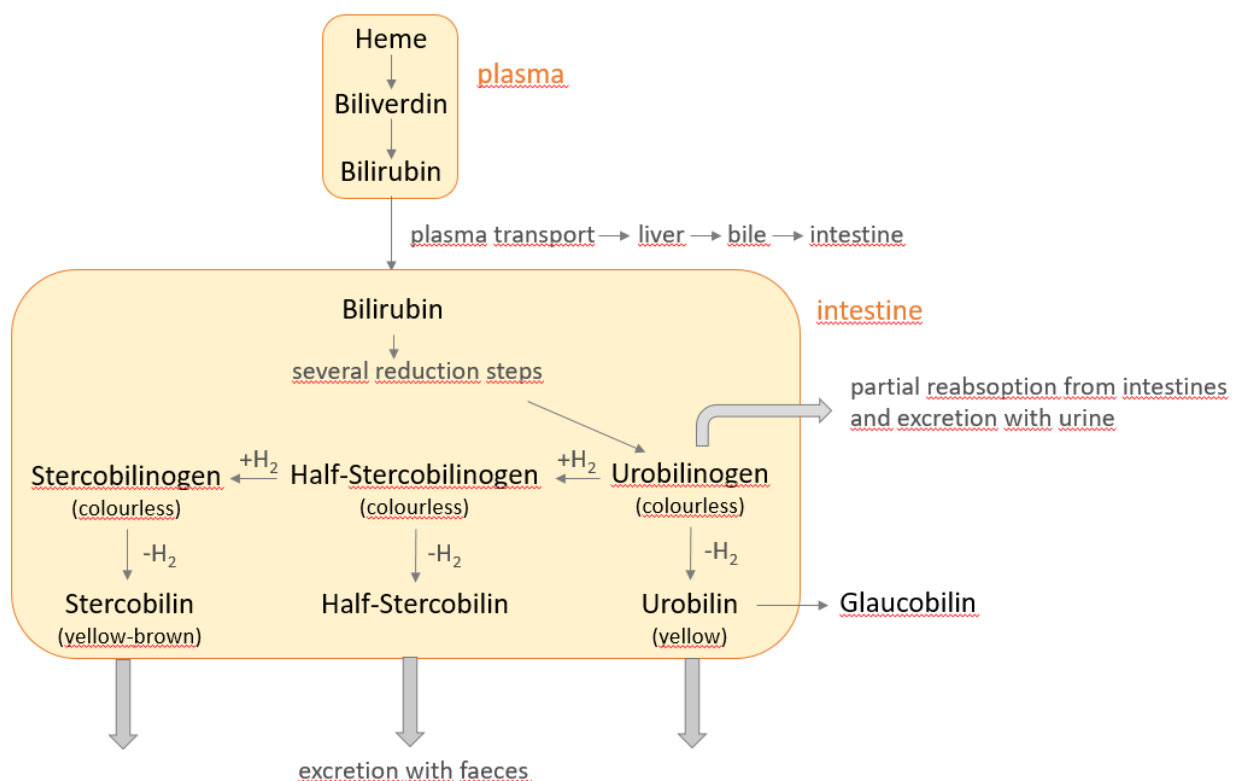 Heme
plasma
Biliverdin
Bilirubin
plasma transport → liver → bile → intestine
Bilirubin
intestine
several reduction steps
partial reabsoption from intestines
and excretion with urine
Stercobilinogen
(colourless)
+H₂
Half-Stercobilinogen
(colourless)
+H₂
Urobilinogen
(colourless)
-H₂
-H₂
-H₂
Stercobilin
(yellow-brown)
Half-Stercobilin
Urobilin
(yellow)
Glaucobilin
excretion with faeces